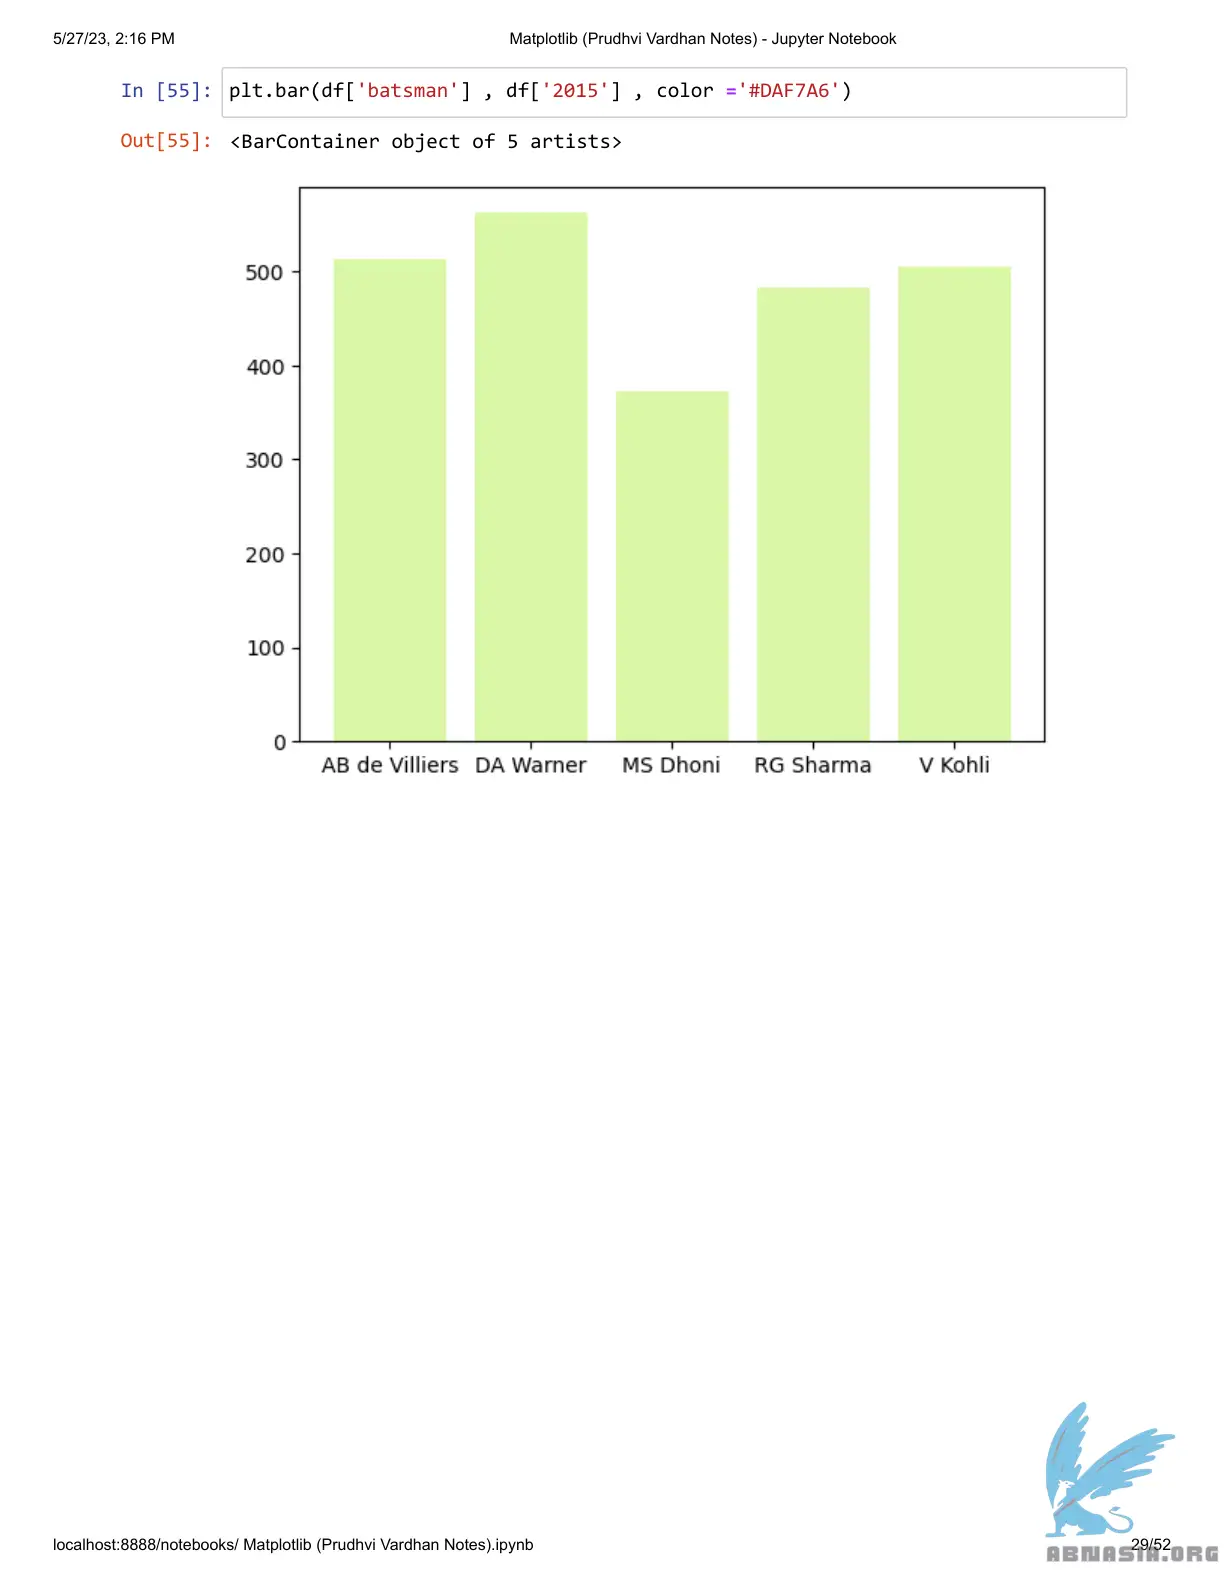 5/27/23, 2:16 PM
Matplotlib (Prudhvi Vardhan Notes) - Jupyter Notebook
In [55]: plt.bar(df['batsman'] , df['2015'] , color ='#DAF7A6')
Out[55]: <BarContainer object of 5 artists>
500
400
300
200
100
0
AB de Villiers DA Warner MS Dhoni RG Sharma V Kohli
localhost:8888/notebooks/ Matplotlib (Prudhvi Vardhan Notes).ipynb
29/52
ABNASIA.ORG